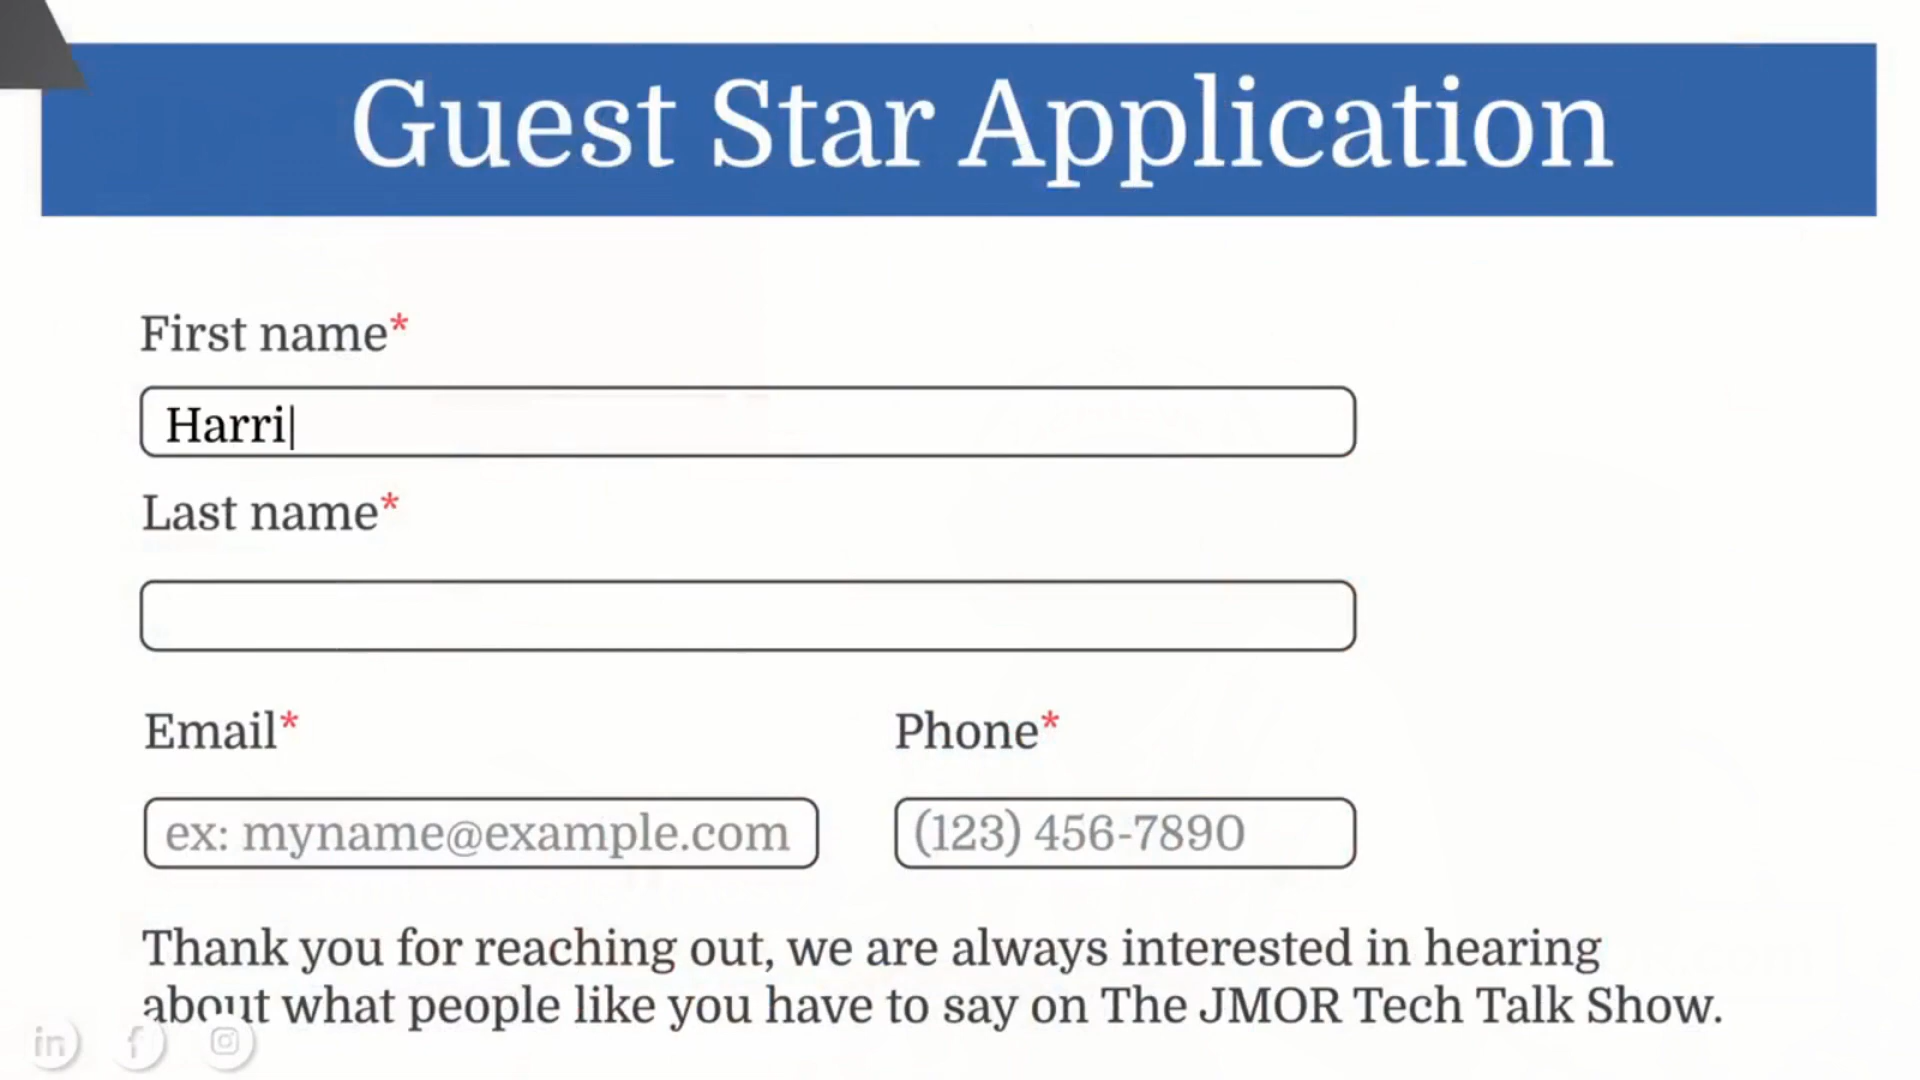 Guest Star Application
First name*
Harri
Last name*
Email*
Phone*
ex: myname@example.com
(123) 456-7890
Thank you for reaching out, we are always interested in hearing
about what people like you have to say on The JMOR Tech Talk Show.
in f